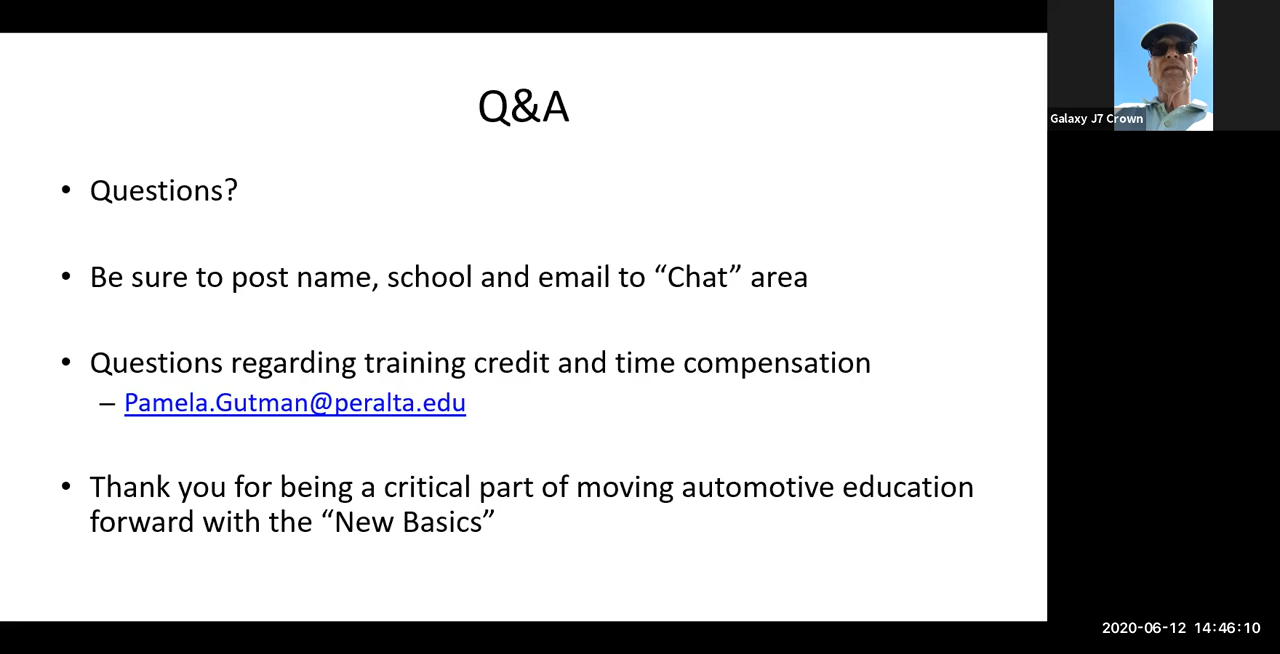 Q&A
• Questions?
• Be sure to post name, school and email to “Chat” area
• Questions regarding training credit and time compensation
– Pamela.Gutman@peralta.edu
• Thank you for being a critical part of moving automotive education
forward with the “New Basics”
Galaxy J7 Crown
2020-06-12 14:46:10